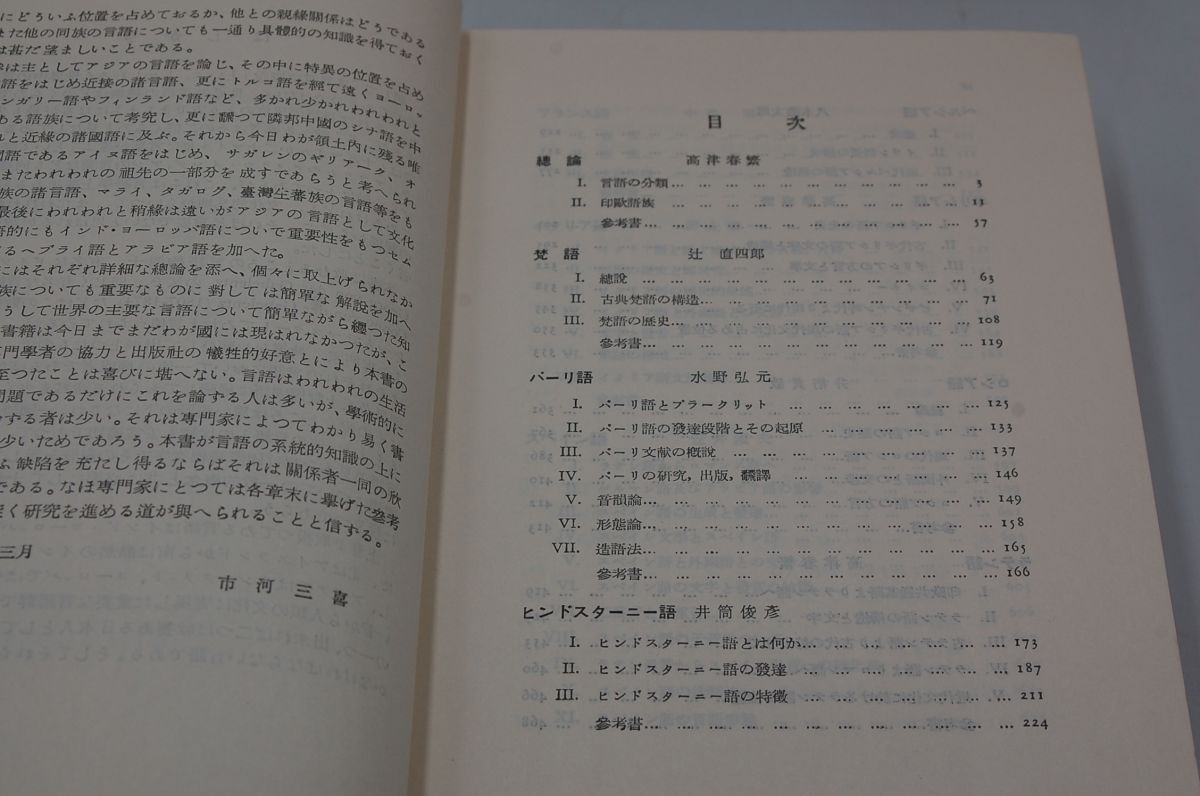 にどういふ位置を占めておるか、他との親緣關係はどうである
また他の同族の言語についても一通り具體的の知識を得ておく
は甚だ望ましいことである。
は主としてアジアの言語を論じ、その中に特異の位置を占め
語をはじめ近接の諸言語、更にトルコ語を經て遠くヨーロッ
ンガリー語やフィンランド語など、多かれ少かれわれわれと
ある語族について考究し、更に飜つて隣邦中國のシナ語を中
れと近緣の諸國語に及ぶ。それから今日わが領土內に殘る唯
語であるアイヌ語をはじめ、サガレンのギリアーク、オ
またわれわれの祖先の一部分を成すであらうと考へられ
族の諸言語、マライ、タガログ、臺灣生蕃族の言語等をも
最後にわれわれと稍緣は遠いがアジアの言語として文化
的にもインド・ヨーロッパ語についで重要性をもつセム
るヘブライ語とアラビア語を加へた。
にはそれぞれ詳細な總論を添へ、個々に取上げられなか
族についても重要なものに對しては簡單な解說を加へ
うして世界の主要な言語について簡單ながら纏つた知
書籍は今日までまだわが國には現はれなかつたが、こ
專門學者の協力と出版社の犧牲的好意とにより本書の
至つたことは喜びに堪へない。言語はわれわれの生活
問題であるだけにこれを論ずる人は多いが、學術的に
する者は少い。それは專門家によつてわかり易く書
少いためであろう。本書が言語の系統的知識の上に
ふ缺陷を充たし得るならばそれは關係者一同の欣
である。なほ專門家にとつては各章末に擧げた參考
深く研究を進める道が與へられることと信ずる。
三月
市河三喜
目次
總論 高津春繁
I. 言語の分類 … … … 3
II. 印歐語族 … … … 11
參考書 … … … 57
梵語 辻直四郎
I. 總說 … … … 63
II. 古典梵語の構造 … … … 71
III. 梵語の歷史 … … … 108
參考書 … … … 119
パーリ語 水野弘元
I. パーリ語とプラークリット … … … 125
II. パーリ語の發達段階とその起原 … … … 133
III. パーリ文獻の槪說 … … … 137
IV. パーリの硏究, 出版, 飜譯 … … … 146
V. 音韻論 … … … 149
VI. 形態論 … … … 158
VII. 造語法 … … … 165
參考書 … … … 166
ヒンドスターニー語 井筒俊彥
I. ヒンドスターニー語とは何か … … … 173
II. ヒンドスターニー語の發達 … … … 187
III. ヒンドスターニー語の特徵 … … … 211
參考書 … … … 224